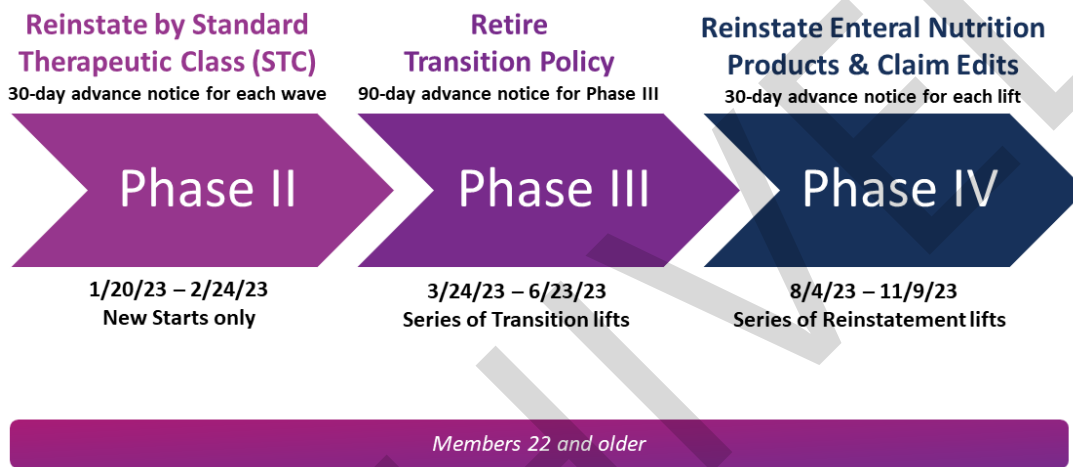 Reinstate by Standard
Therapeutic Class (STC)
30-day advance notice for each wave
Phase II
1/20/23 – 2/24/23
New Starts only
Retire
Transition Policy
90-day advance notice for Phase III
Phase III
3/24/23 – 6/23/23
Series of Transition lifts
Reinstate Enteral Nutrition
Products & Claim Edits
30-day advance notice for each lift
Phase IV
8/4/23 – 11/9/23
Series of Reinstatement lifts
Members 22 and older